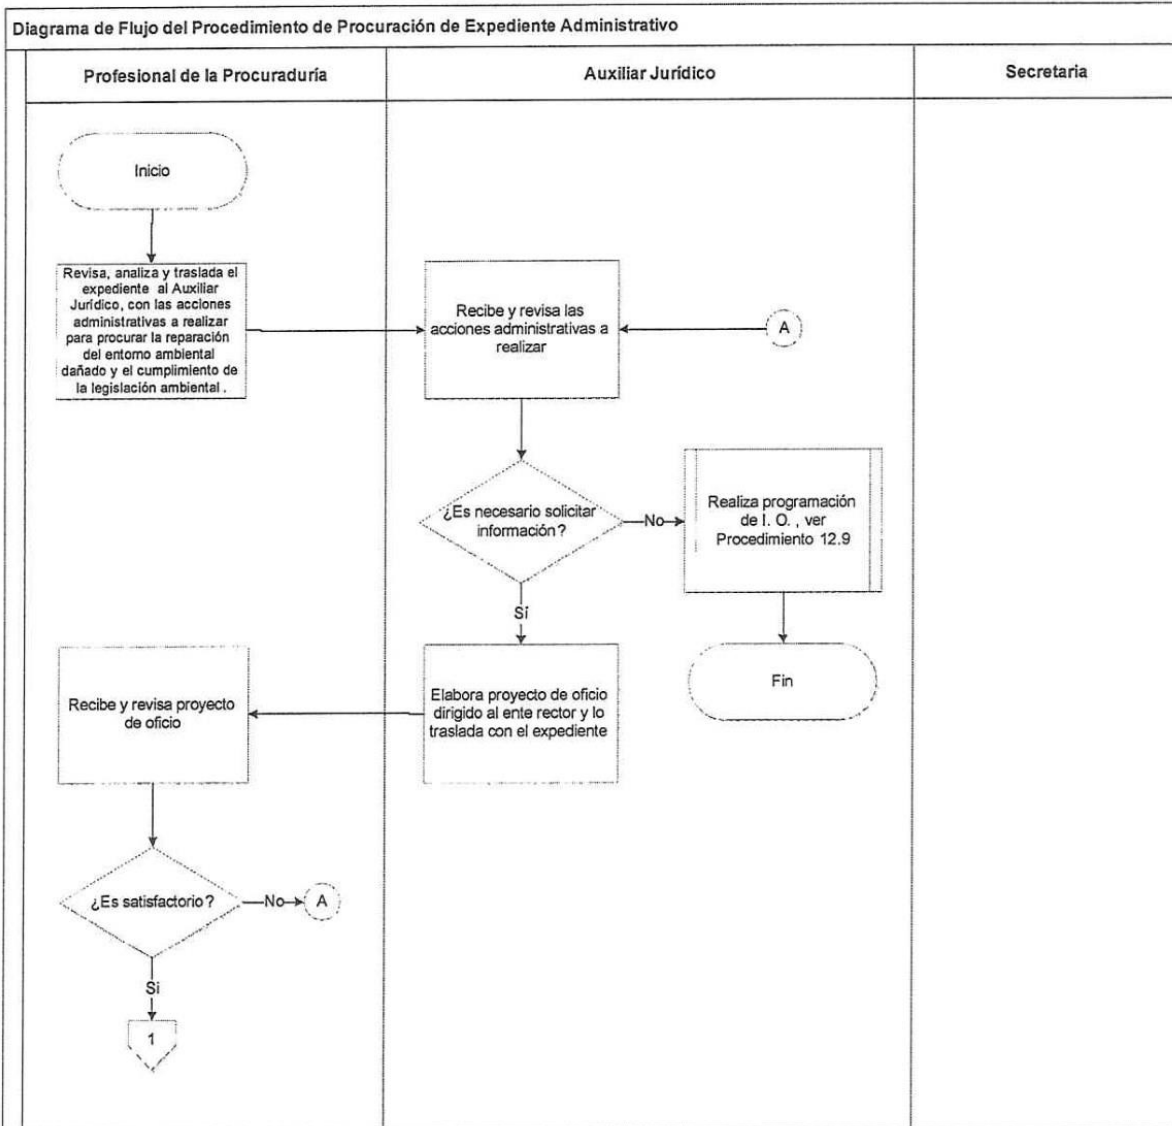 Diagrama de Flujo del Procedimiento de Procuración de Expediente Administrativo
Profesional de la Procuraduría
Auxiliar Jurídico
Secretaria
Inicio
Revisa, analiza y traslada el
expediente al Auxiliar
Jurídico, con las acciones
administrativas a realizar
para procurar la reparación
del entorno ambiental
dañado y el cumplimiento de
la legislación ambiental .
Recibe y revisa las
acciones administrativas a
realizar
A
¿Es necesario solicitar
información?
No
Realiza programación
de I. O. , ver
Procedimiento 12.9
Sí
Fin
Elabora proyecto de oficio
dirigido al ente rector y lo
traslada con el expediente
Recibe y revisa proyecto
de oficio
¿Es satisfactorio?
No
A
Si
1